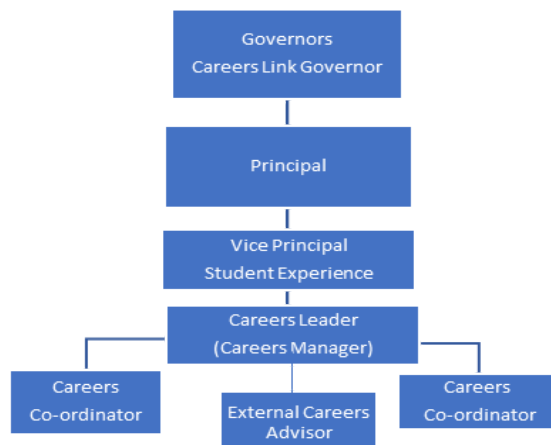 Governors
Careers Link Governor
Principal
Vice Principal
Student Experience
Careers Leader
(Careers Manager)
Careers
Co-ordinator
External Careers
Advisor
Careers
Co-ordinator